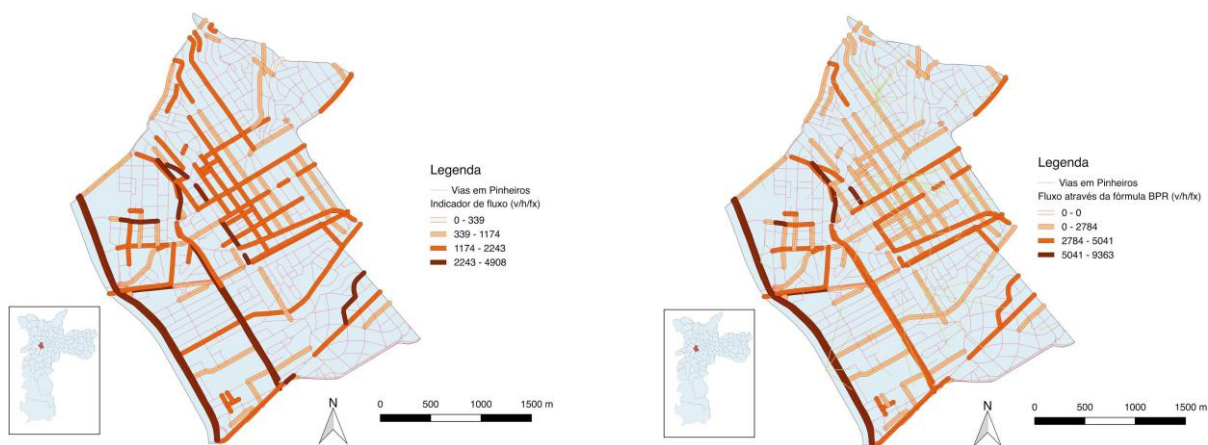 Legenda
Vias em Pinheiros
Indicador de fluxo (v/h/fx)
0 - 339
339 - 1174
1174 - 2243
2243 - 4908
N
0 500 1000 1500 m
Legenda
Vias em Pinheiros
Fluxo através da fórmula BPR (v/h/fx)
0 - 0
0 - 2784
2784 - 5041
5041 - 9363
N
0 500 1000 1500 m